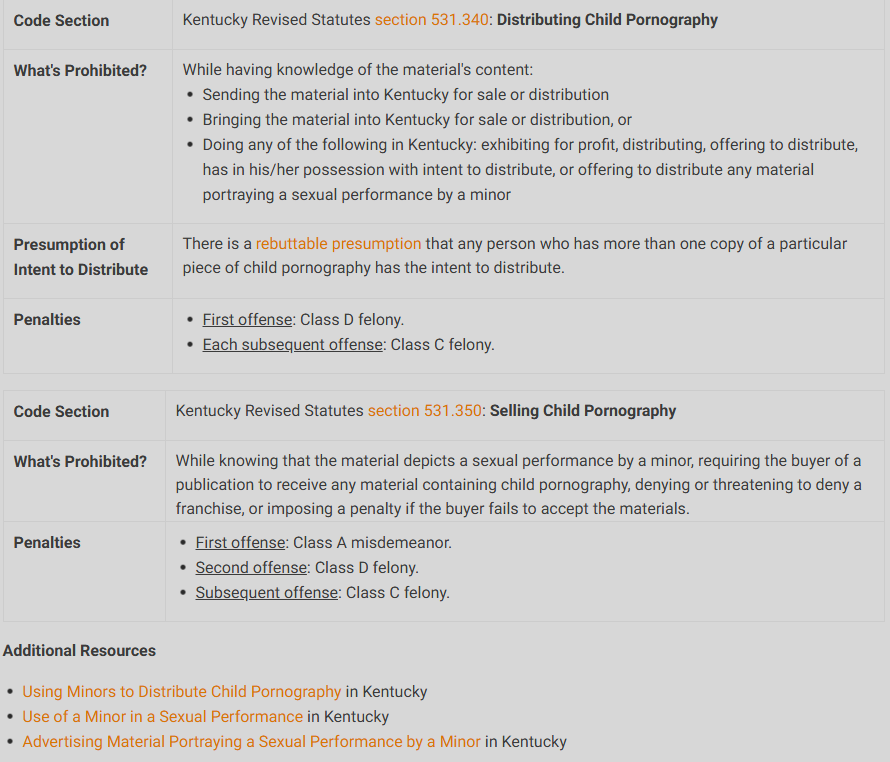 Code Section
Kentucky Revised Statutes section 531.340: Distributing Child Pornography
What's Prohibited?
While having knowledge of the material's content:
• Sending the material into Kentucky for sale or distribution
• Bringing the material into Kentucky for sale or distribution, or
• Doing any of the following in Kentucky: exhibiting for profit, distributing, offering to distribute,
has in his/her possession with intent to distribute, or offering to distribute any material
portraying a sexual performance by a minor
Presumption of
Intent to Distribute
There is a rebuttable presumption that any person who has more than one copy of a particular
piece of child pornography has the intent to distribute.
Penalties
• First offense: Class D felony.
• Each subsequent offense: Class C felony.
Code Section
Kentucky Revised Statutes section 531.350: Selling Child Pornography
What's Prohibited?
While knowing that the material depicts a sexual performance by a minor, requiring the buyer of a
publication to receive any material containing child pornography, denying or threatening to deny a
franchise, or imposing a penalty if the buyer fails to accept the materials.
Penalties
• First offense: Class A misdemeanor.
• Second offense: Class D felony.
• Subsequent offense: Class C felony.
Additional Resources
• Using Minors to Distribute Child Pornography in Kentucky
• Use of a Minor in a Sexual Performance in Kentucky
• Advertising Material Portraying a Sexual Performance by a Minor in Kentucky